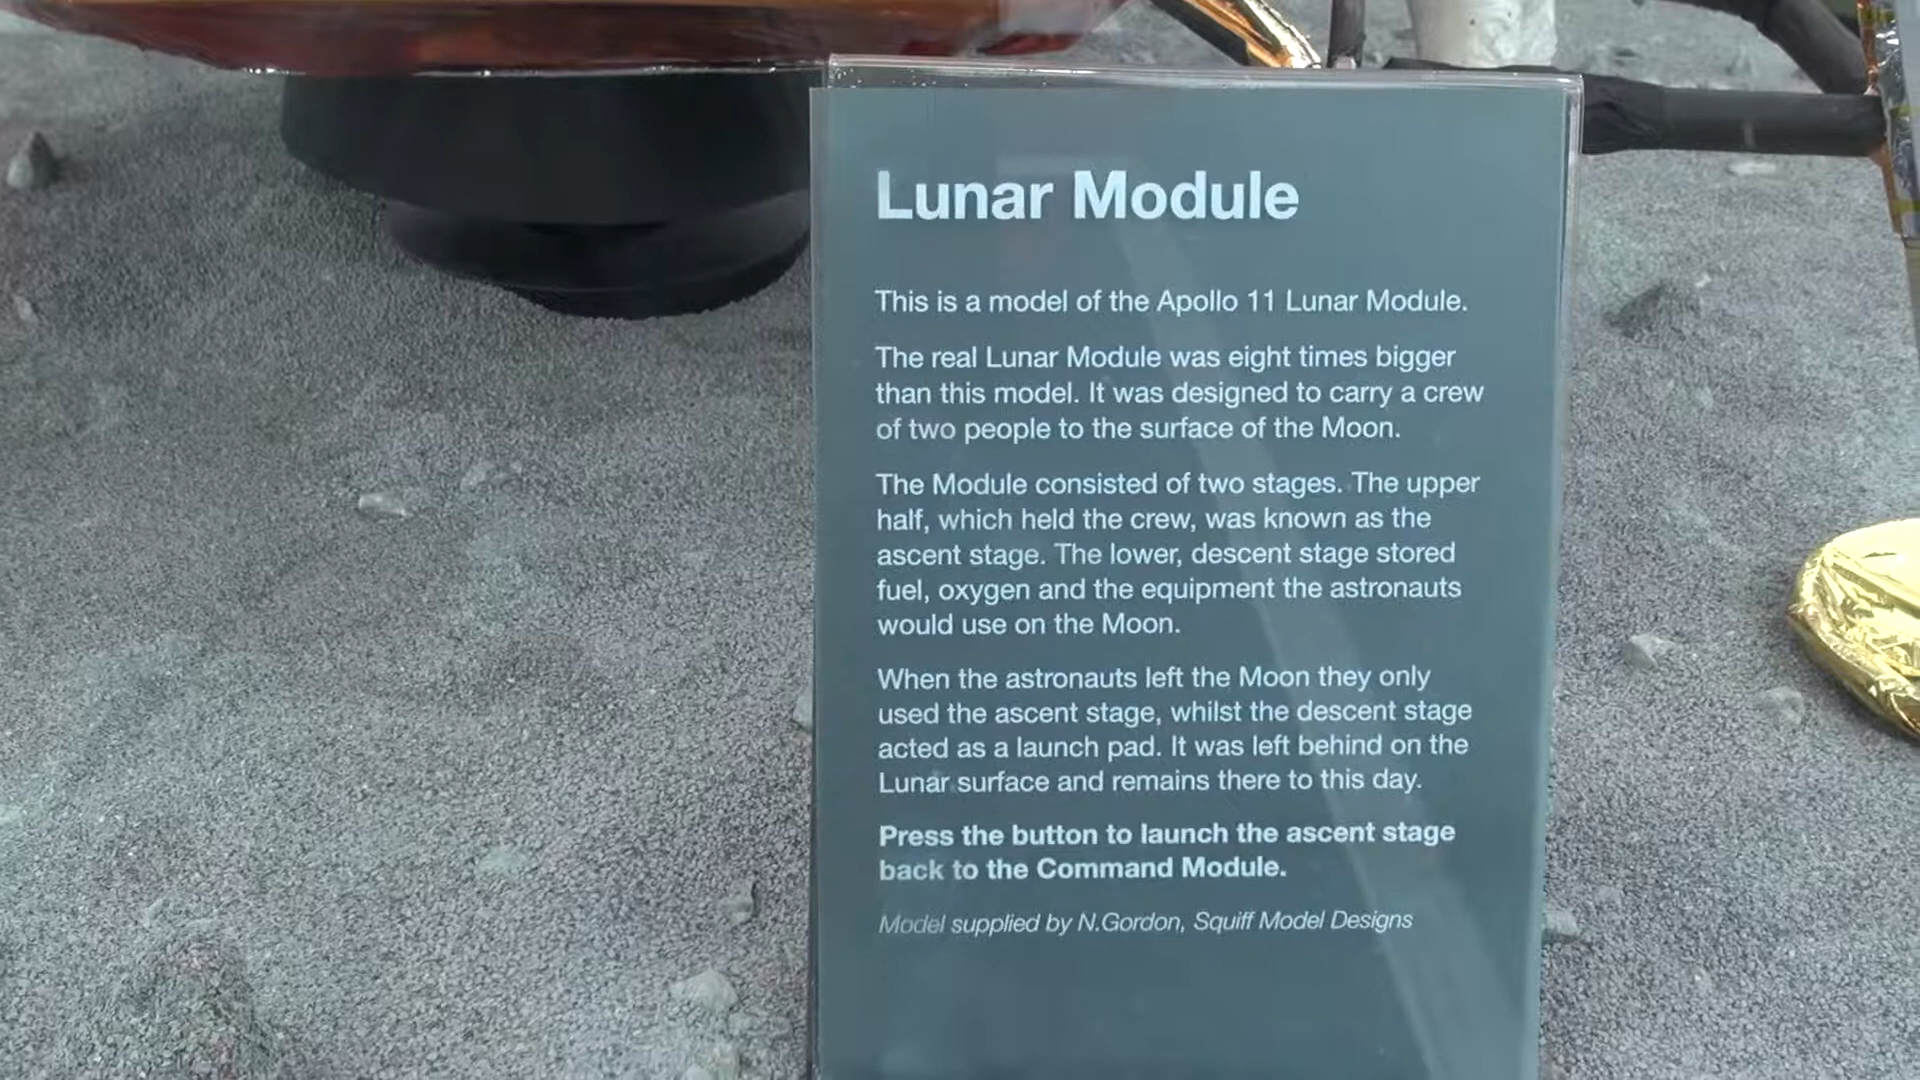 Lunar Module
This is a model of the Apollo 11 Lunar Module.
The real Lunar Module was eight times bigger
than this model. It was designed to carry a crew
of two people to the surface of the Moon.
The Module consisted of two stages. The upper
half, which held the crew, was known as the
ascent stage. The lower, descent stage stored
fuel, oxygen and the equipment the astronauts
would use on the Moon.
When the astronauts left the Moon they only
used the ascent stage, whilst the descent stage
acted as a launch pad. It was left behind on the
Lunar surface and remains there to this day.
Press the button to launch the ascent stage
back to the Command Module.
Model supplied by N.Gordon, Squiff Model Designs